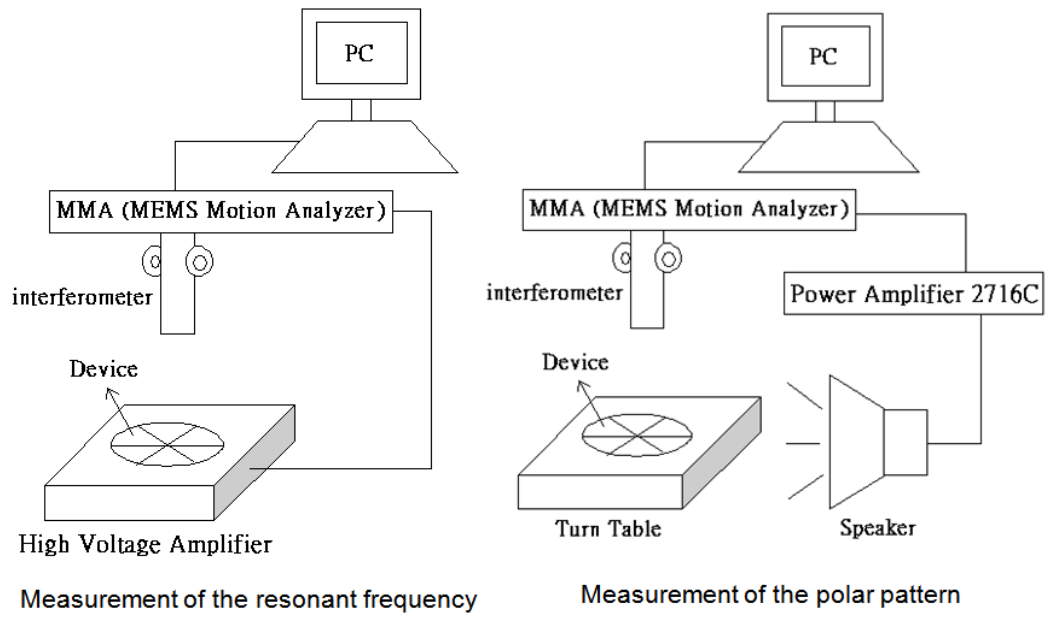 PC
MMA (MEMS Motion Analyzer)
interferometer
Device
High Voltage Amplifier
Measurement of the resonant frequency
PC
MMA (MEMS Motion Analyzer)
interferometer
Power Amplifier 2716C
Device
Turn Table
Speaker
Measurement of the polar pattern